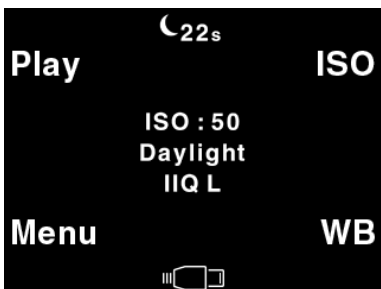 22s
Play ISO
ISO : 50
Daylight
IIQ L
Menu WB